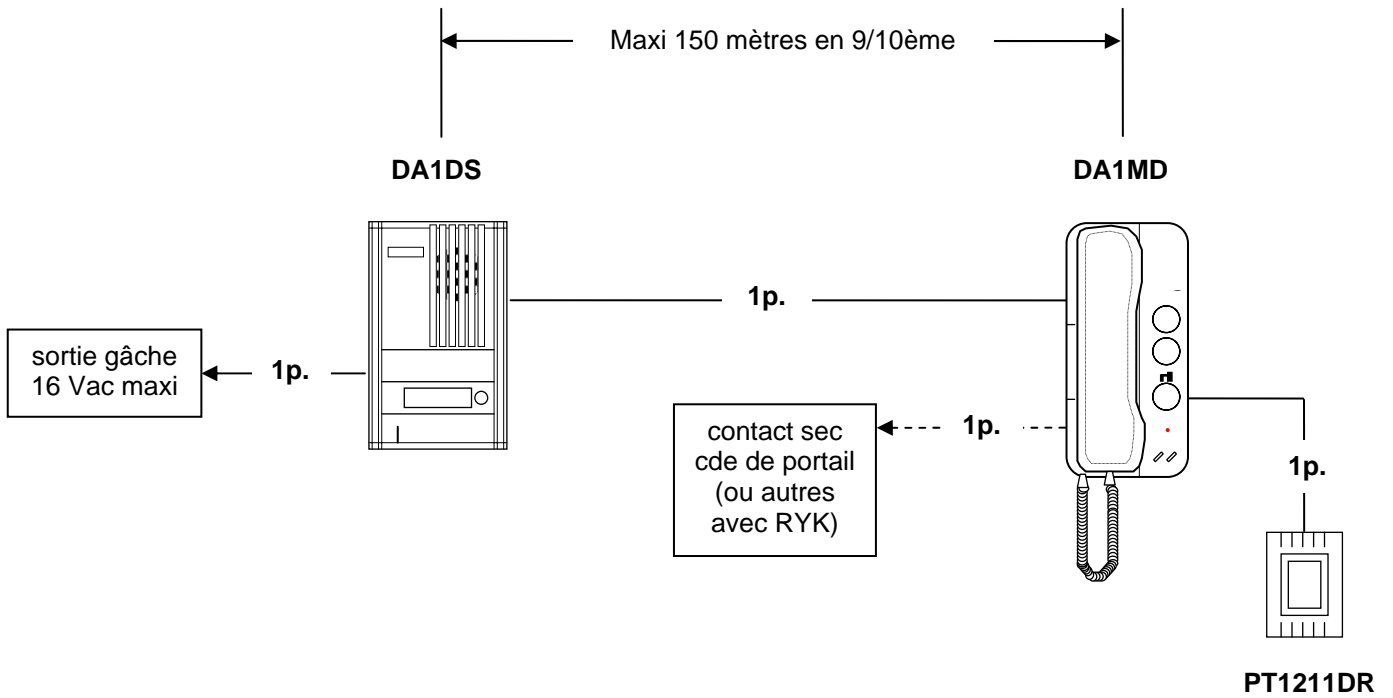 Maxi 150 mètres en 9/10ème
DA1DS
DA1MD
1p.
sortie gâche
16 Vac maxi
1p.
contact sec
cde de portail
(ou autres
avec RYK)
1p.
1p.
PT1211DR